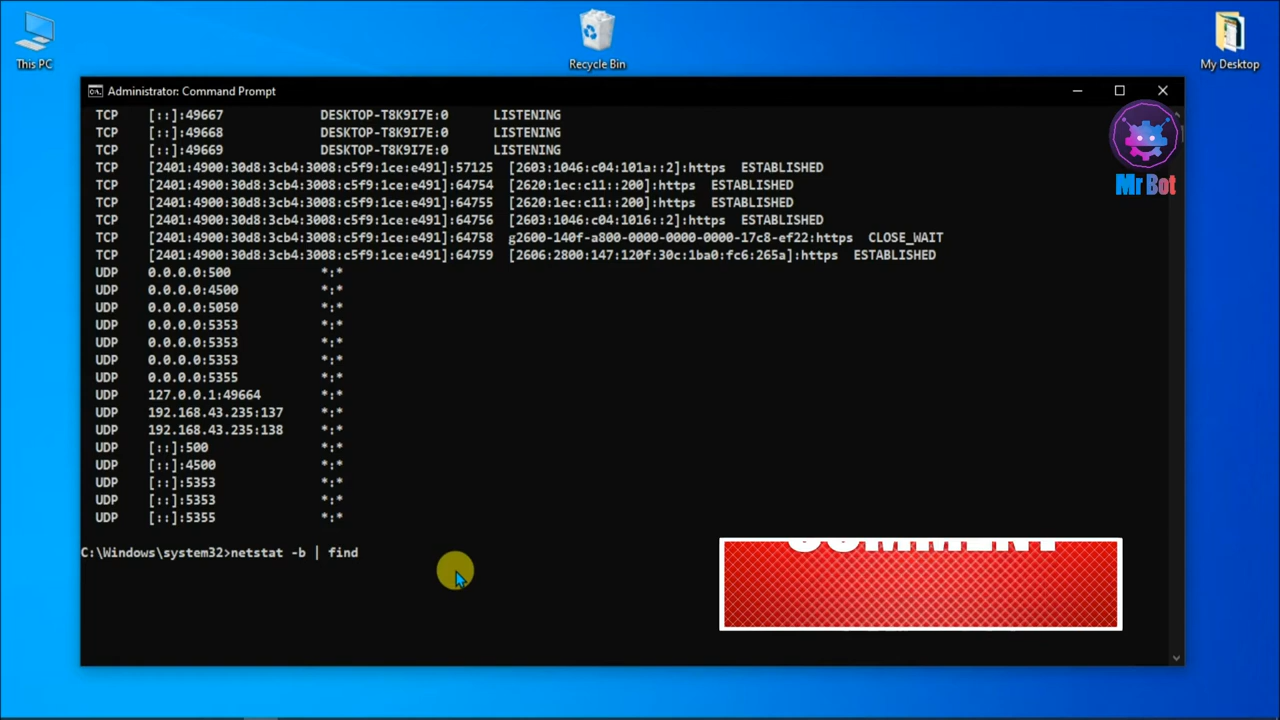 This PC
Recycle Bin
My Desktop
Administrator: Command Prompt
TCP [::]:49667 DESKTOP-T8K9I7E:0 LISTENING
TCP [::]:49668 DESKTOP-T8K9I7E:0 LISTENING
TCP [::]:49669 DESKTOP-T8K9I7E:0 LISTENING
TCP [2401:4900:30d8:3cb4:3008:c5f9:1ce:e491]:57125 [2603:1046:c04:101a::2]:https ESTABLISHED
TCP [2401:4900:30d8:3cb4:3008:c5f9:1ce:e491]:64754 [2620:1ec:c11::200]:https ESTABLISHED
TCP [2401:4900:30d8:3cb4:3008:c5f9:1ce:e491]:64755 [2620:1ec:c11::200]:https ESTABLISHED
TCP [2401:4900:30d8:3cb4:3008:c5f9:1ce:e491]:64756 [2603:1046:c04:1016::2]:https ESTABLISHED
TCP [2401:4900:30d8:3cb4:3008:c5f9:1ce:e491]:64758 g2600-140f-a800-0000-0000-0000-17c8-ef22:https CLOSE_WAIT
TCP [2401:4900:30d8:3cb4:3008:c5f9:1ce:e491]:64759 [2606:2800:147:120f:30c:1ba0:fc6:265a]:https ESTABLISHED
UDP 0.0.0.0:500 *:*
UDP 0.0.0.0:4500 *:*
UDP 0.0.0.0:5050 *:*
UDP 0.0.0.0:5353 *:*
UDP 0.0.0.0:5353 *:*
UDP 0.0.0.0:5353 *:*
UDP 0.0.0.0:5355 *:*
UDP 127.0.0.1:49664 *:*
UDP 192.168.43.235:137 *:*
UDP 192.168.43.235:138 *:*
UDP [::]:500 *:*
UDP [::]:4500 *:*
UDP [::]:5353 *:*
UDP [::]:5353 *:*
UDP [::]:5355 *:*
C:\Windows\system32>netstat -b | find
Mr Bot